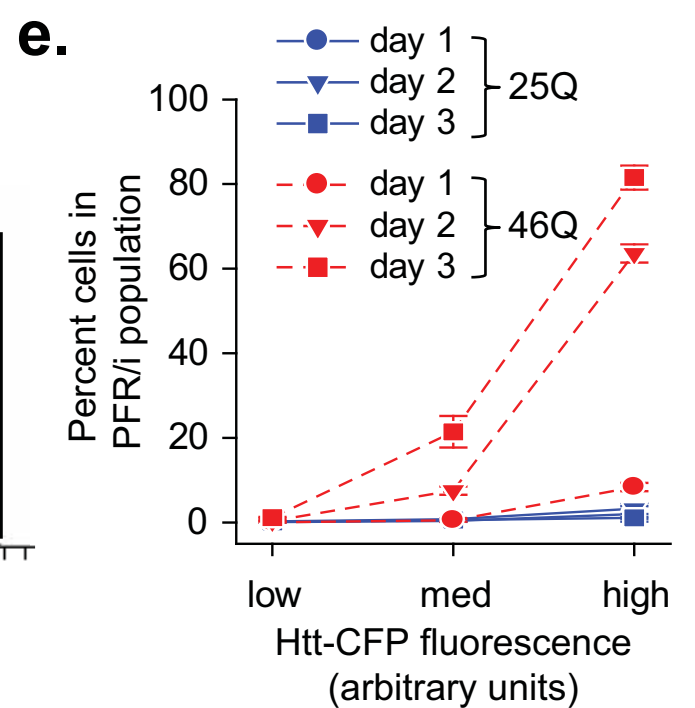 e.
day 1
day 2
day 3
25Q
day 1
day 2
day 3
46Q
Percent cells in
PFR/i population
100
80
60
40
20
0
low med high
Htt-CFP fluorescence
(arbitrary units)